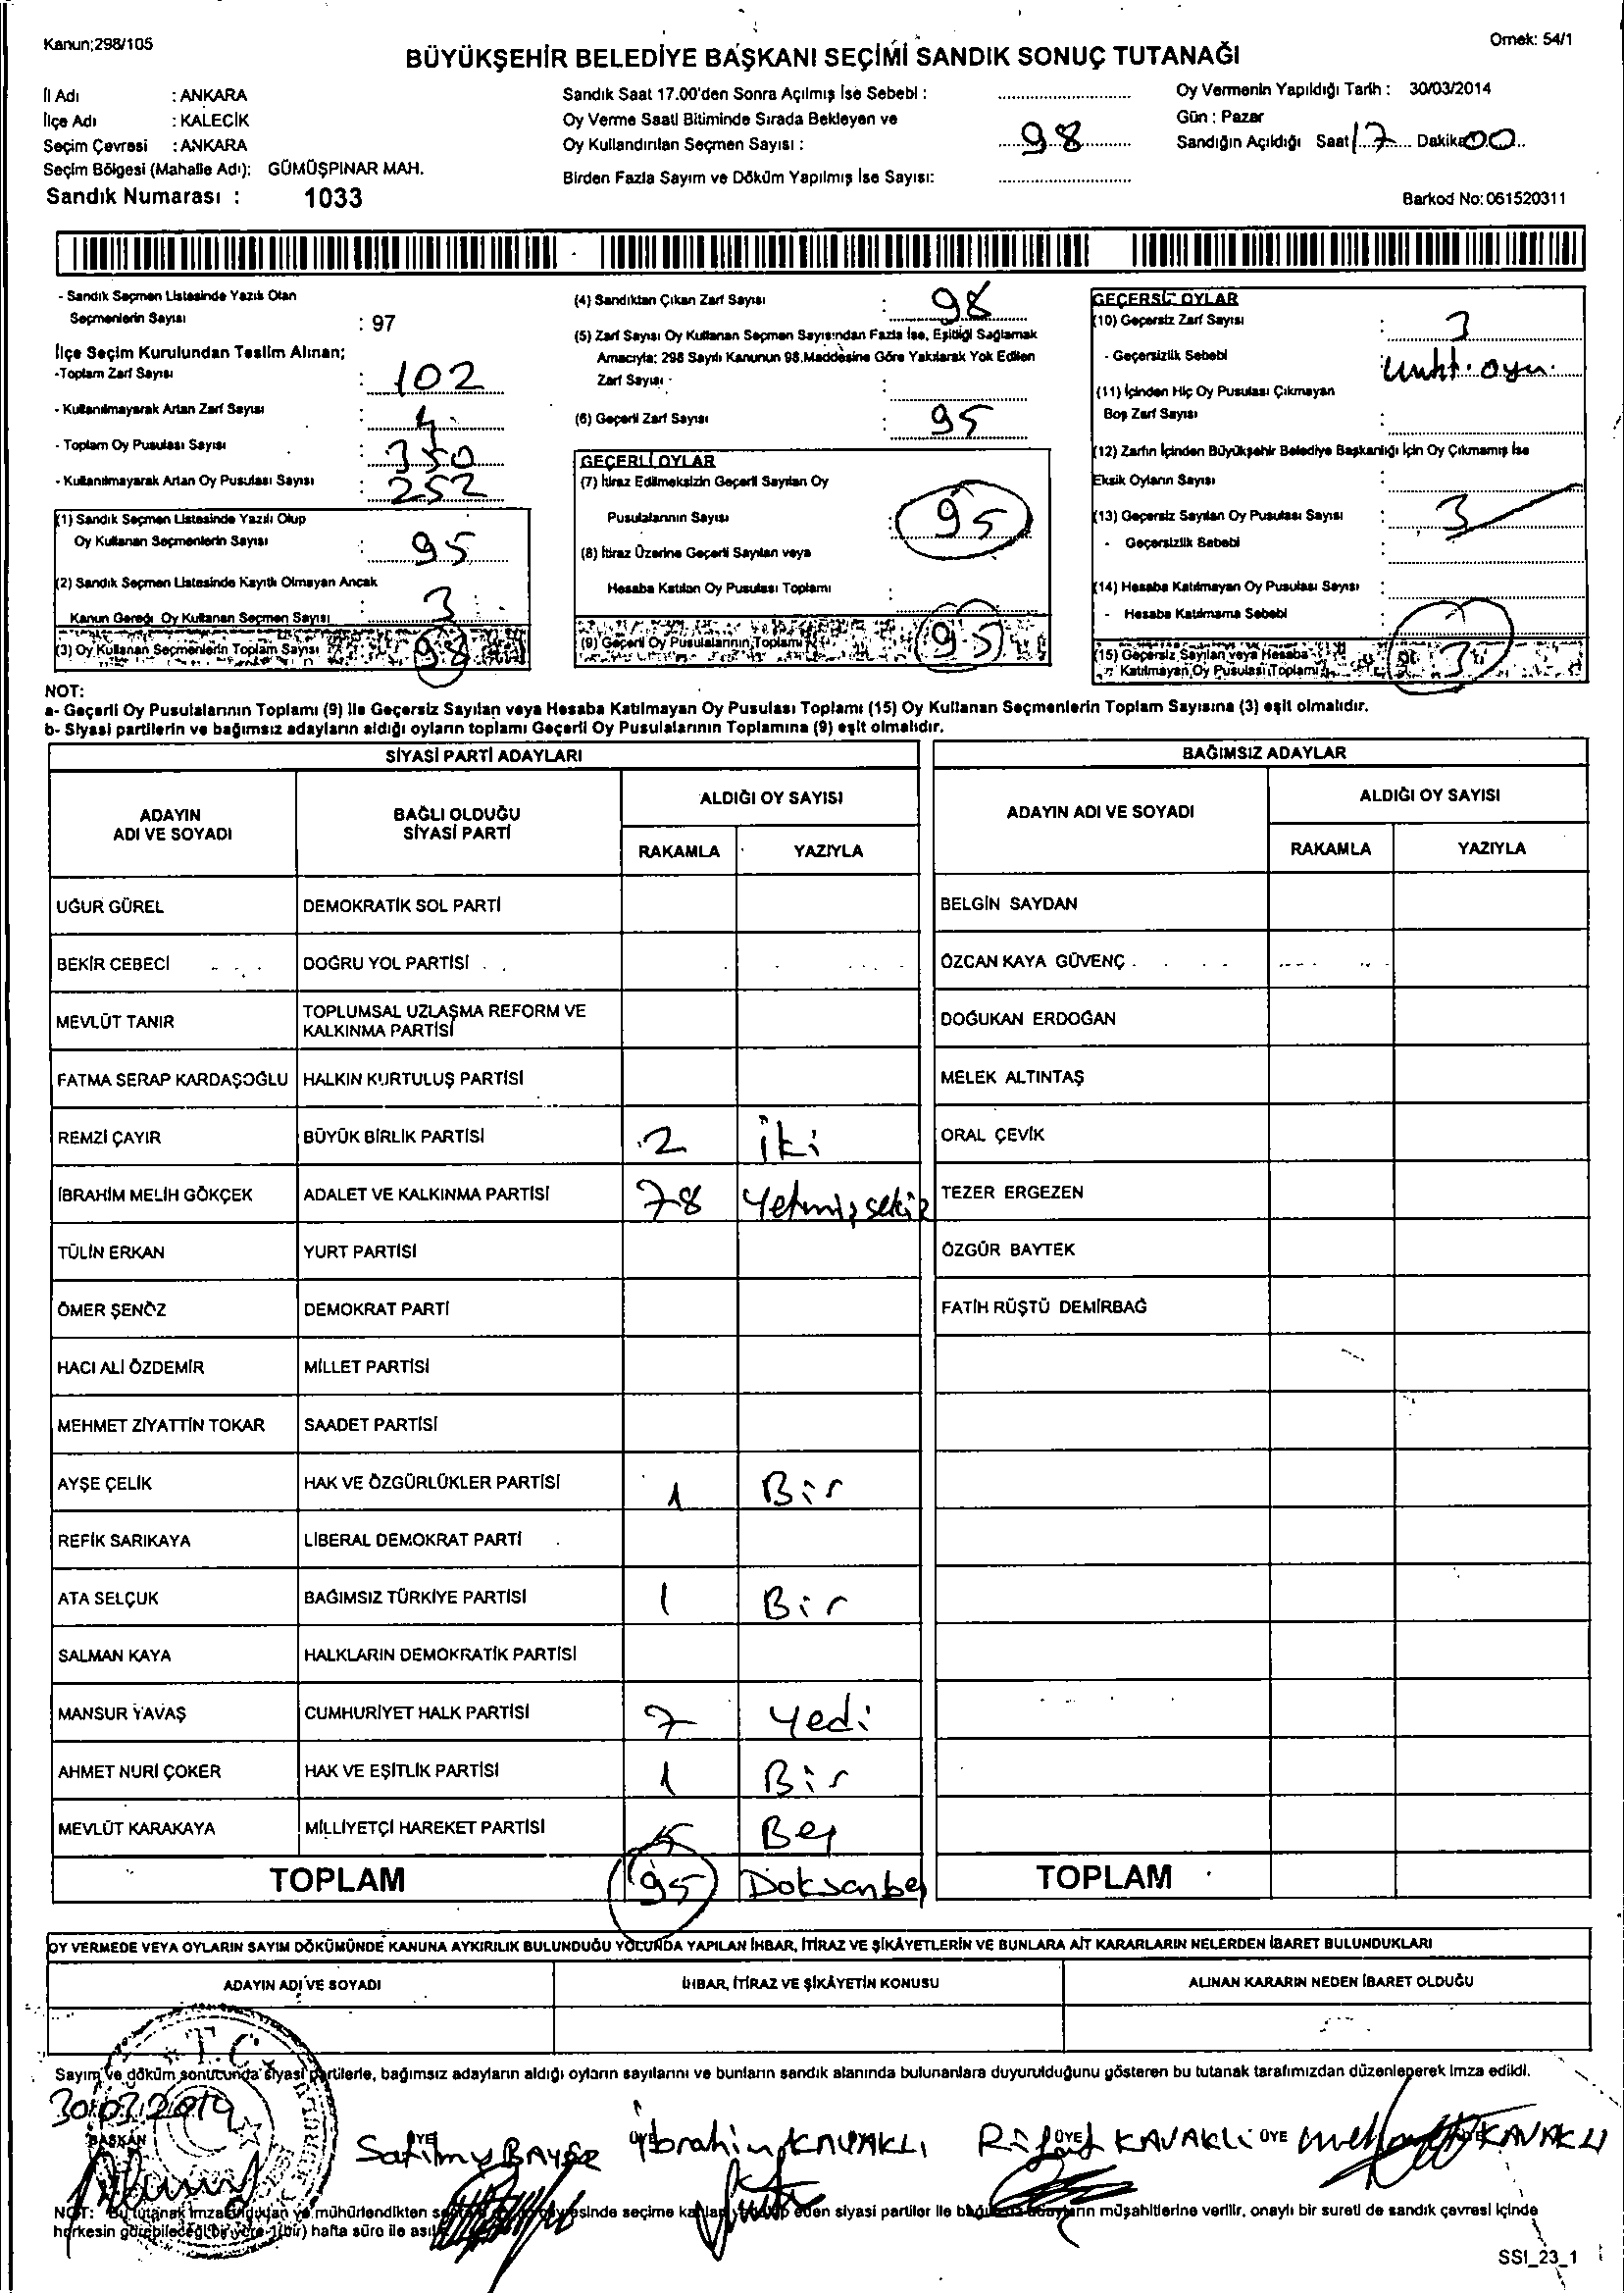 Kanun;298/105
Örnek: 54/1
BÜYÜKŞEHİR BELEDİYE BAŞKANI SEÇİMİ SANDIK SONUÇ TUTANAĞI
İl Adı : ANKARA
İlçe Adı : KALECİK
Seçim Çevresi : ANKARA
Seçim Bölgesi (Mahalle Adı): GÜMÜŞPINAR MAH.
Sandık Numarası : 1033
Sandık Saat 17.00'den Sonra Açılmış İse Sebebi :
Oy Verme Saati Bitiminde Sırada Bekleyen ve
Oy Kullandırılan Seçmen Sayısı : 98
Birden Fazla Sayım ve Döküm Yapılmış İse Sayısı:
Oy Vermenin Yapıldığı Tarih : 30/03/2014
Gün : Pazar
Sandığın Açıldığı Saat 17 Dakika 00
Barkod No: 061520311
- Sandık Seçmen Listesinde Yazılı Olan
Seçmenlerin Sayısı : 97
İlçe Seçim Kurulundan Teslim Alınan;
-Toplam Zarf Sayısı : 102
- Kullanılmayarak Artan Zarf Sayısı : 4
- Toplam Oy Pusulası Sayısı : 350
- Kullanılmayarak Artan Oy Pusulası Sayısı : 252
(1) Sandık Seçmen Listesinde Yazılı Olup
Oy Kullanan Seçmenlerin Sayısı : 95
(2) Sandık Seçmen Listesinde Kayıtlı Olmayan Ancak
Kanun Gereği Oy Kullanan Seçmen Sayısı : 3
(3) Oy Kullanan Seçmenlerin Toplam Sayısı 98
(4) Sandıktan Çıkan Zarf Sayısı : 98
(5) Zarf Sayısı Oy Kullanan Seçmen Sayısından Fazla İse, Eşitliği Sağlamak
Amacıyla; 298 Sayılı Kanunun 98.Maddesine Göre Yakılarak Yok Edilen
Zarf Sayısı :
(6) Geçerli Zarf Sayısı : 95
GEÇERLİ OYLAR
(7) İtiraz Edilmeksizin Geçerli Sayılan Oy
Pusulalarının Sayısı : 95
(8) İtiraz Üzerine Geçerli Sayılan veya
Hesaba Katılan Oy Pusulası Toplamı :
(9) Geçerli Oy Pusulalarının Toplamı 95
GEÇERSİZ OYLAR
(10) Geçersiz Zarf Sayısı : 3
- Geçersizlik Sebebi : oyu
(11) İçinden Hiç Oy Pusulası Çıkmayan
Boş Zarf Sayısı :
(12) Zarfın İçinden Büyükşehir Belediye Başkanlığı İçin Oy Çıkmamış İse
Eksik Oyların Sayısı :
(13) Geçersiz Sayılan Oy Pusulası Sayısı : 3
- Geçersizlik Sebebi :
(14) Hesaba Katılmayan Oy Pusulası Sayısı :
- Hesaba Katılmama Sebebi :
(15) Geçersiz Sayılan veya Hesaba
Katılmayan Oy Pusulası Toplamı 3
NOT:
a- Geçerli Oy Pusulalarının Toplamı (9) ile Geçersiz Sayılan veya Hesaba Katılmayan Oy Pusulası Toplamı (15) Oy Kullanan Seçmenlerin Toplam Sayısına (3) eşit olmalıdır.
b- Siyasi partilerin ve bağımsız adayların aldığı oyların toplamı Geçerli Oy Pusulalarının Toplamına (9) eşit olmalıdır.
SİYASİ PARTİ ADAYLARI
ADAYIN ADI VE SOYADI BAĞLI OLDUĞU SİYASİ PARTİ ALDIĞI OY SAYISI
RAKAMLA YAZIYLA
UĞUR GÜREL DEMOKRATİK SOL PARTİ
BEKİR CEBECİ DOĞRU YOL PARTİSİ
MEVLÜT TANIR TOPLUMSAL UZLAŞMA REFORM VE KALKINMA PARTİSİ
FATMA SERAP KARDAŞOĞLU HALKIN KURTULUŞ PARTİSİ
REMZİ ÇAYIR BÜYÜK BİRLİK PARTİSİ 2 iki
İBRAHİM MELİH GÖKÇEK ADALET VE KALKINMA PARTİSİ 78 Yetmiş sekiz
TÜLİN ERKAN YURT PARTİSİ
ÖMER ŞENÖZ DEMOKRAT PARTİ
HACI ALİ ÖZDEMİR MİLLET PARTİSİ
MEHMET ZİYATTİN TOKAR SAADET PARTİSİ
AYŞE ÇELİK HAK VE ÖZGÜRLÜKLER PARTİSİ 1 Bir
REFİK SARIKAYA LİBERAL DEMOKRAT PARTİ
ATA SELÇUK BAĞIMSIZ TÜRKİYE PARTİSİ 1 Bir
SALMAN KAYA HALKLARIN DEMOKRATİK PARTİSİ
MANSUR YAVAŞ CUMHURİYET HALK PARTİSİ 7 Yedi
AHMET NURİ ÇOKER HAK VE EŞİTLİK PARTİSİ 1 Bir
MEVLÜT KARAKAYA MİLLİYETÇİ HAREKET PARTİSİ 5 Beş
TOPLAM 95 Doksanbeş
BAĞIMSIZ ADAYLAR
ADAYIN ADI VE SOYADI ALDIĞI OY SAYISI
RAKAMLA YAZIYLA
BELGİN SAYDAN
ÖZCAN KAYA GÜVENÇ
DOĞUKAN ERDOĞAN
MELEK ALTINTAŞ
ORAL ÇEVİK
TEZER ERGEZEN
ÖZGÜR BAYTEK
FATİH RÜŞTÜ DEMİRBAĞ
TOPLAM
OY VERMEDE VEYA OYLARIN SAYIM DÖKÜMÜNDE KANUNA AYKIRILIK BULUNDUĞU YOLUNDA YAPILAN İHBAR, İTİRAZ VE ŞİKÂYETLERİN VE BUNLARA AİT KARARLARIN NELERDEN İBARET BULUNDUKLARI
ADAYIN ADI VE SOYADI İHBAR, İTİRAZ VE ŞİKÂYETİN KONUSU ALINAN KARARIN NEDEN İBARET OLDUĞU
T.C.
Sayım ve döküm sonucunda siyasi partilerle, bağımsız adayların aldığı oyların sayılarını ve bunların sandık alanında bulunanlara duyurulduğunu gösteren bu tutanak tarafımızdan düzenlenerek imza edildi.
30.03.2014
BAŞKAN ÜYE ÜYE ÜYE ÜYE
İbrahim KAVAKLI KAVAKLI KAVAKLI
NOT: Bu tutanak imzalandıktan ve mühürlendikten seçime katılan eden siyasi partiler ile bağımsız adayların müşahitlerine verilir, onaylı bir sureti de sandık çevresi içinde
herkesin görebileceği bir yere 1(bir) hafta süre ile
SSI_23_1